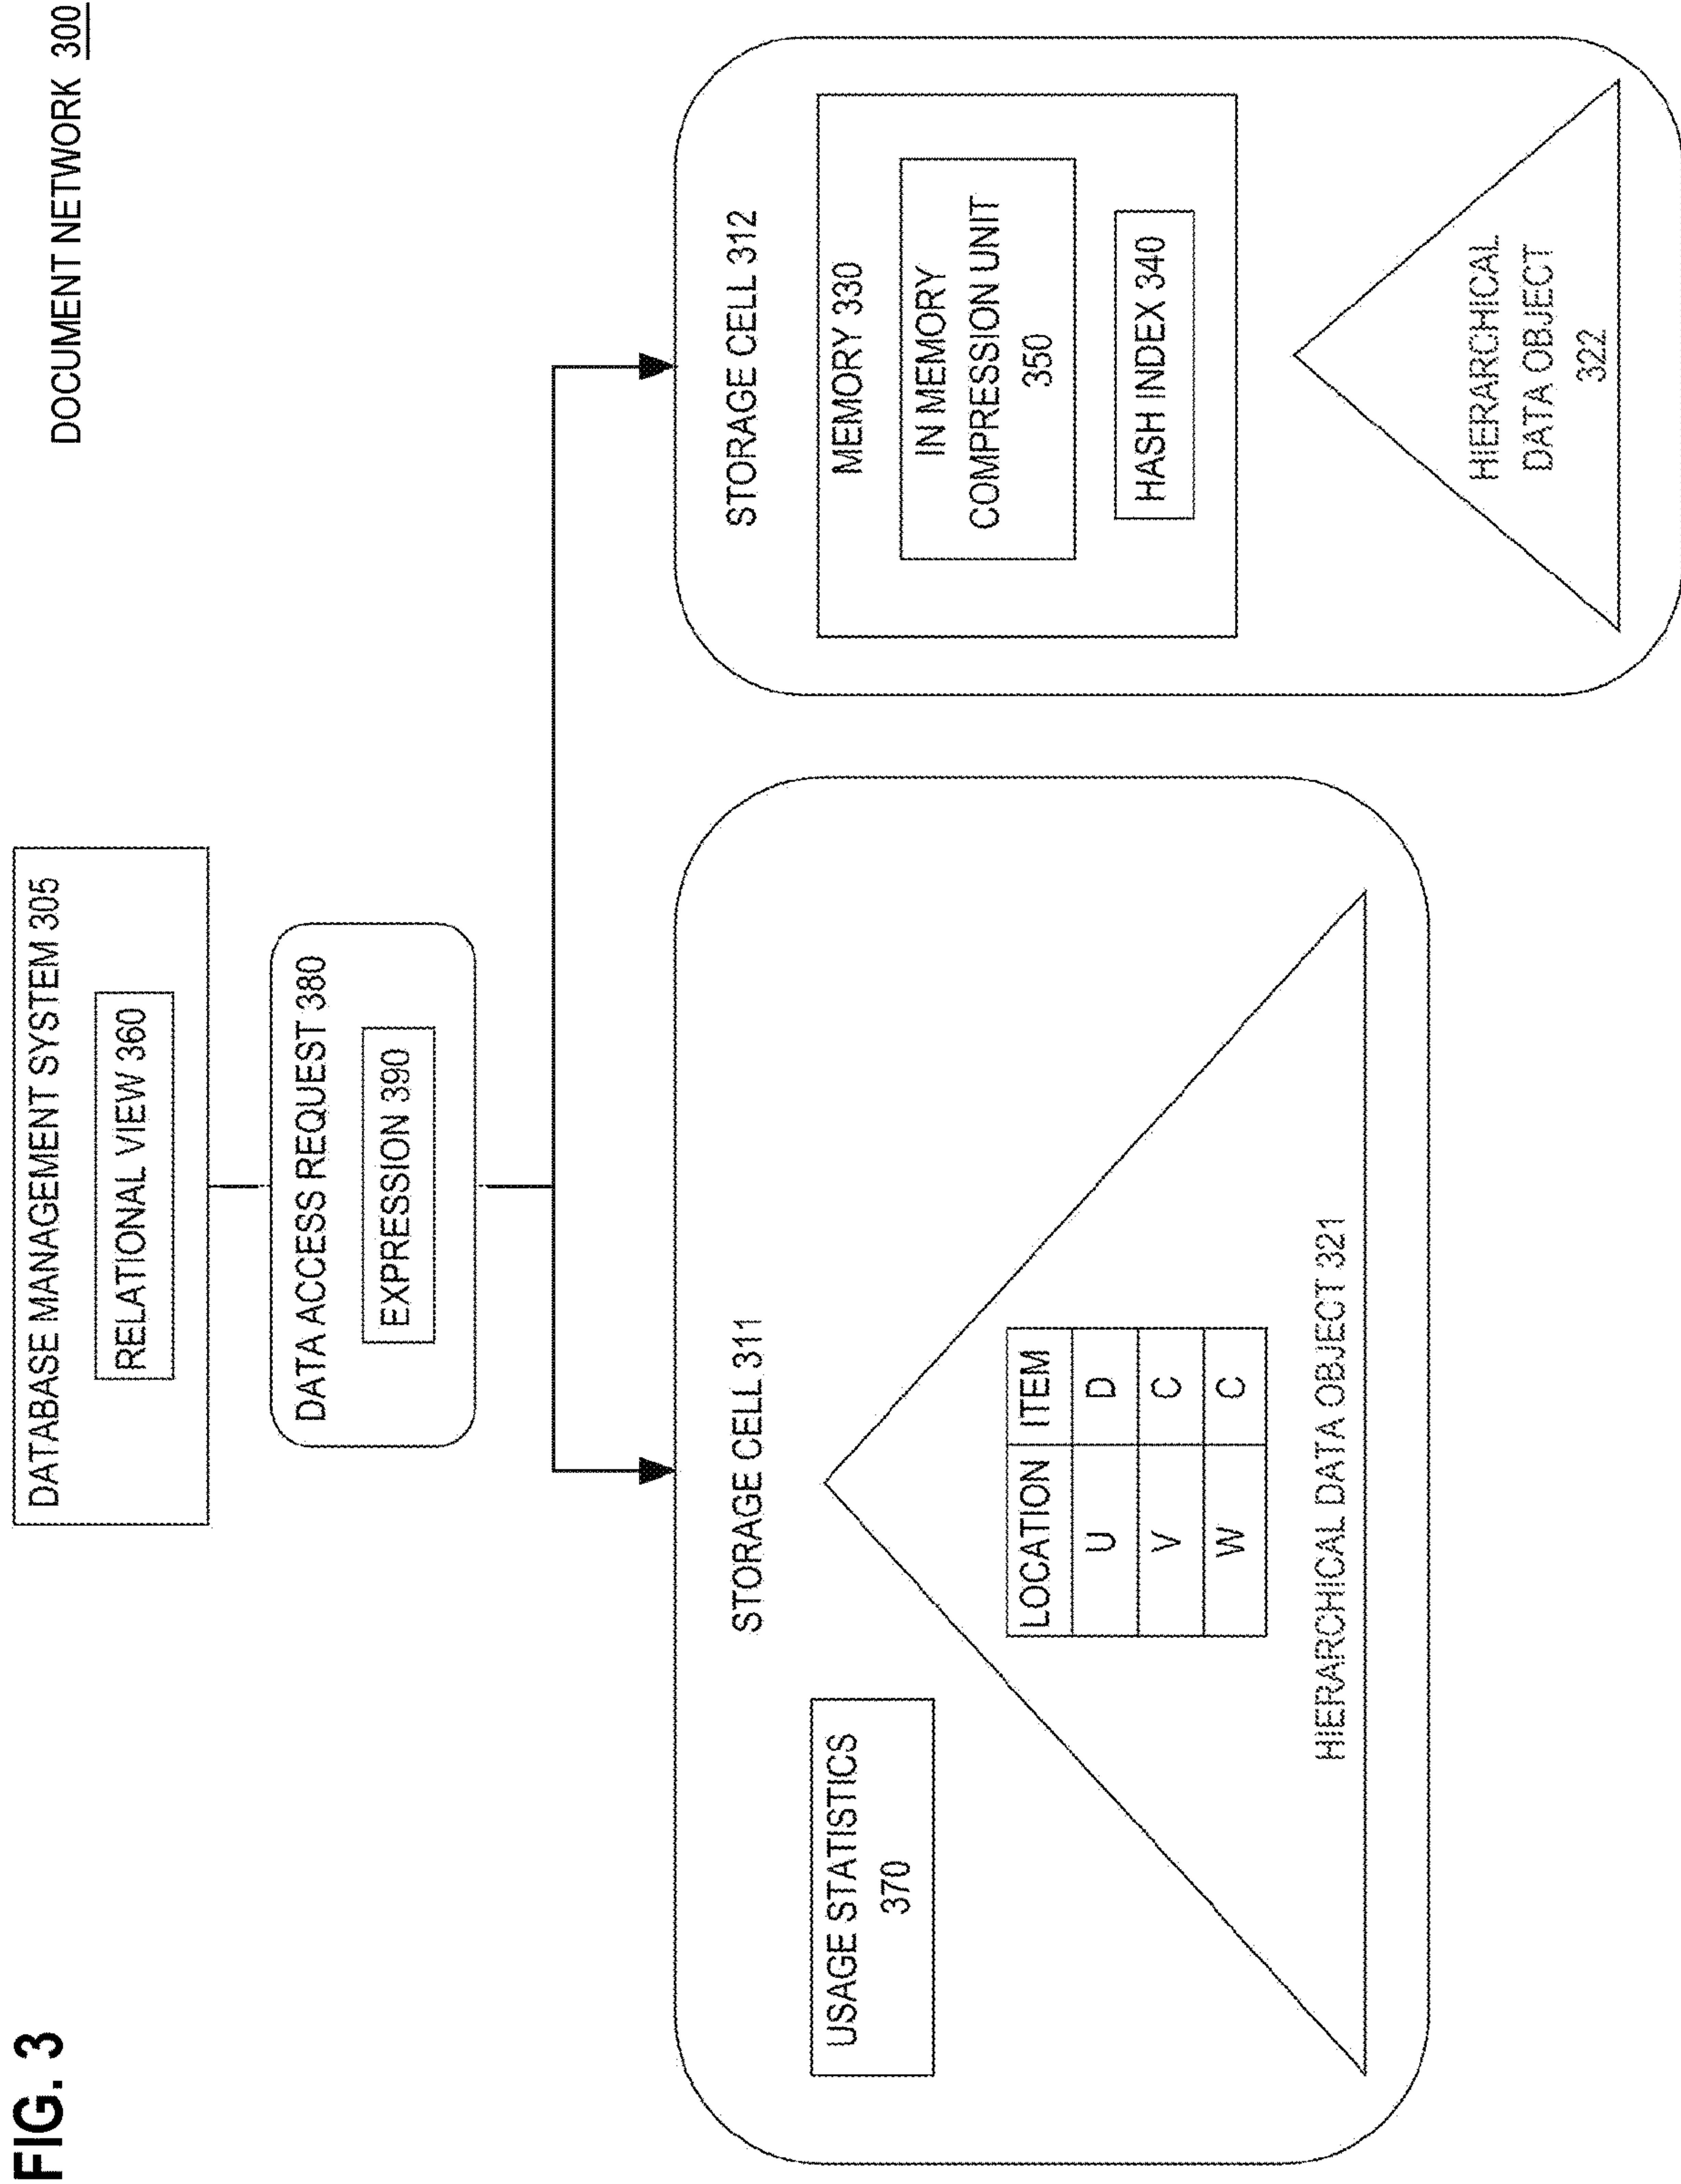 FIG. 3
DOCUMENT NETWORK 300
DATABASE MANAGEMENT SYSTEM 305
RELATIONAL VIEW 360
DATA ACCESS REQUEST 380
EXPRESSION 390
STORAGE CELL 311
USAGE STATISTICS
370
LOCATION ITEM
U D
V C
W C
HIERARCHICAL DATA OBJECT 321
STORAGE CELL 312
MEMORY 330
IN MEMORY
COMPRESSION UNIT
350
HASH INDEX 340
HIERARCHICAL
DATA OBJECT
322